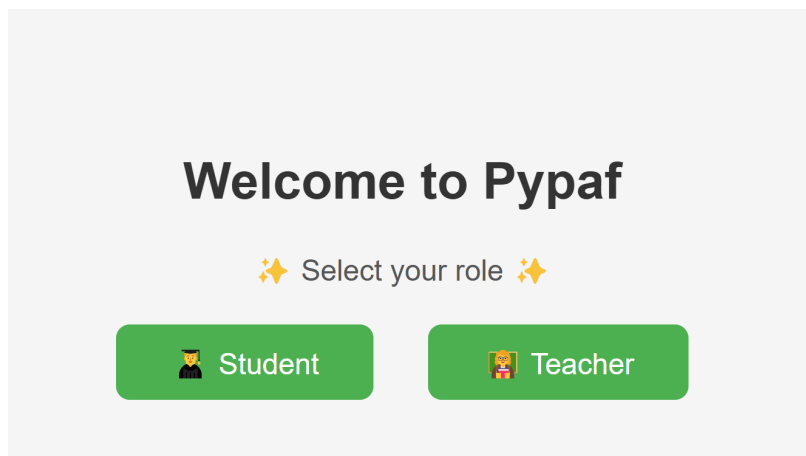 Welcome to Pypaf
✨ Select your role ✨
👨‍🎓 Student
👩‍🏫 Teacher